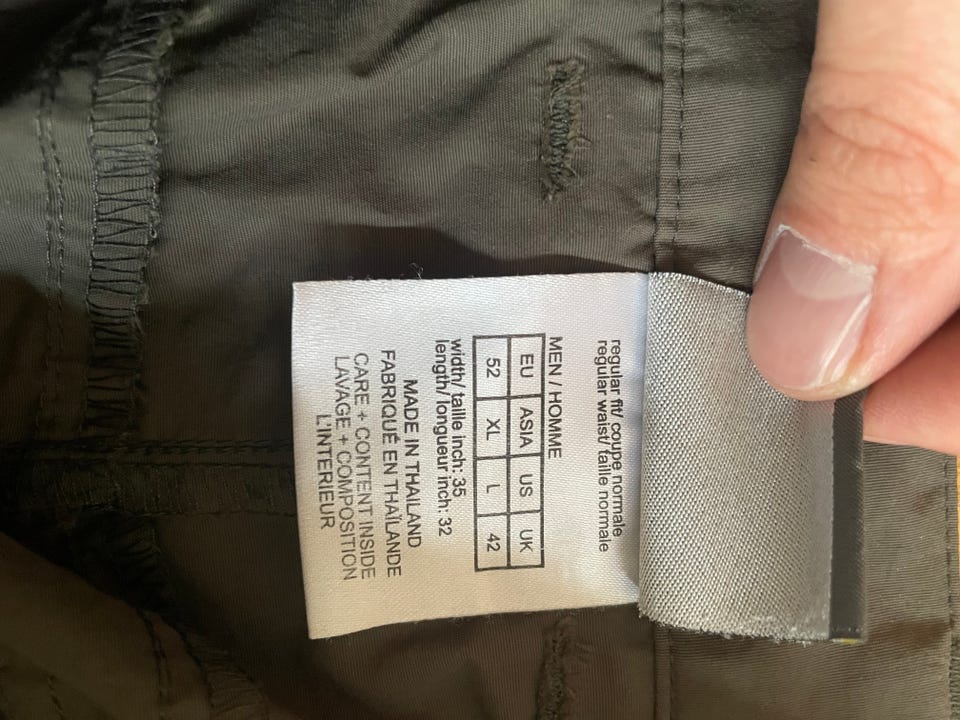 regular fit/ coupe normale
regular waist/ taille normale
MEN / HOMME
EU ASIA US UK
52 XL L 42
width/ taille inch: 35
length/ longueur inch: 32
MADE IN THAILAND
FABRIQUÉ EN THAÏLANDE
CARE + CONTENT INSIDE
LAVAGE + COMPOSITION
L'INTERIEUR